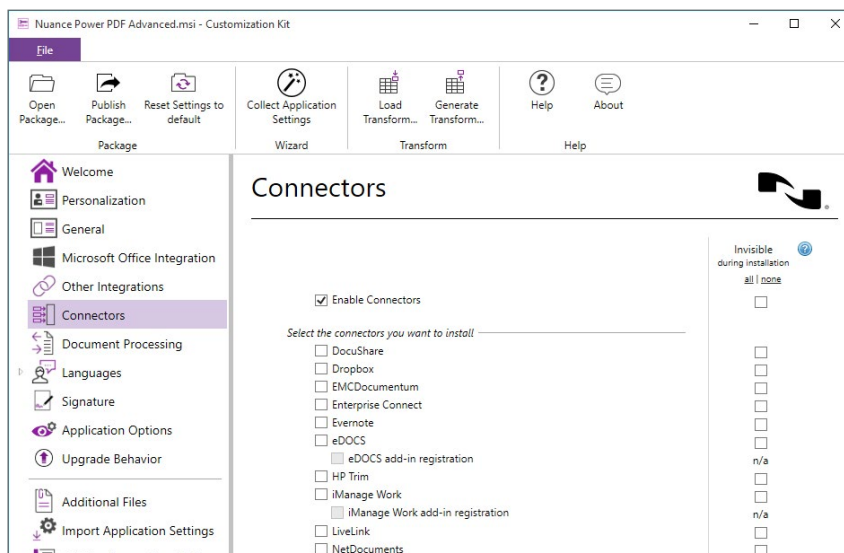 Nuance Power PDF Advanced.msi - Customization Kit
File
Open Package...
Publish Package...
Reset Settings to default
Package
Collect Application Settings
Wizard
Load Transform...
Generate Transform...
Transform
Help
About
Help
Welcome
Personalization
General
Microsoft Office Integration
Other Integrations
Connectors
Document Processing
Languages
Signature
Application Options
Upgrade Behavior
Additional Files
Import Application Settings
Connectors
Invisible
during installation
all | none
Enable Connectors
Select the connectors you want to install
DocuShare
Dropbox
EMCDocumentum
Enterprise Connect
Evernote
eDOCS
eDOCS add-in registration n/a
HP Trim
iManage Work
iManage Work add-in registration n/a
LiveLink
NetDocuments